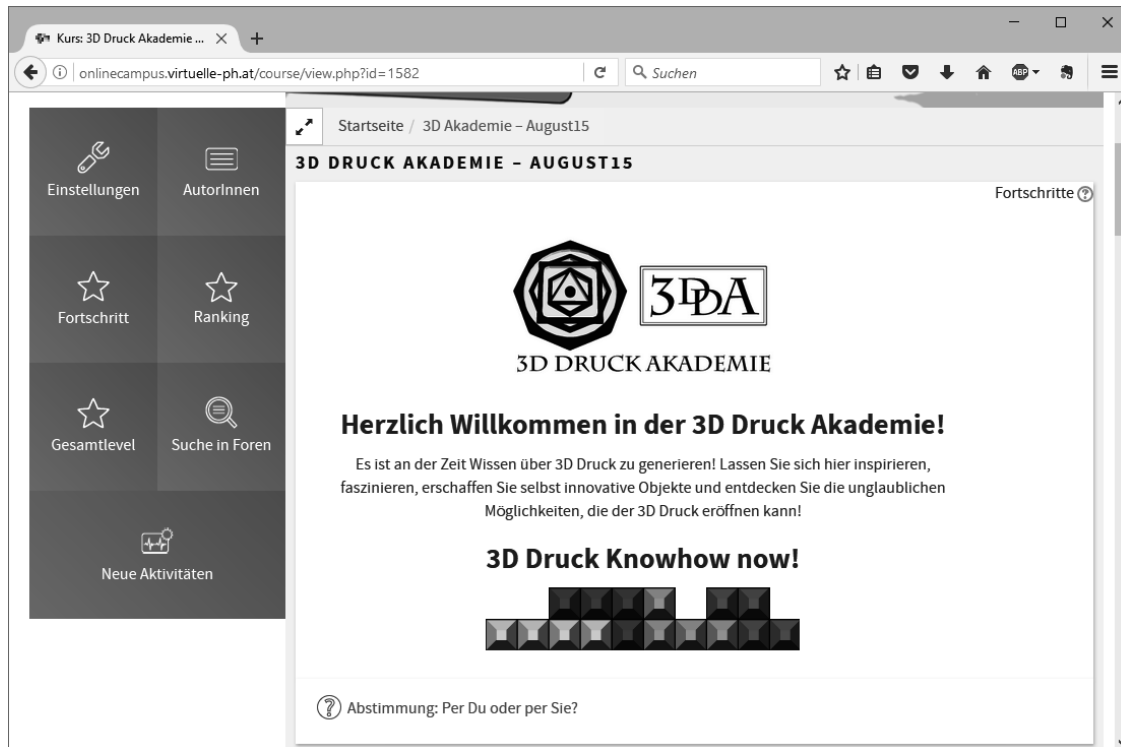 Kurs: 3D Druck Akademie ...
onlinecampus.virtuelle-ph.at/course/view.php?id=1582
Suchen
ABP
Startseite / 3D Akademie – August15
3D DRUCK AKADEMIE – AUGUST15
Fortschritte
Einstellungen
AutorInnen
Fortschritt
Ranking
Gesamtlevel
Suche in Foren
Neue Aktivitäten
3DDA
3D DRUCK AKADEMIE
Herzlich Willkommen in der 3D Druck Akademie!
Es ist an der Zeit Wissen über 3D Druck zu generieren! Lassen Sie sich hier inspirieren,
faszinieren, erschaffen Sie selbst innovative Objekte und entdecken Sie die unglaublichen
Möglichkeiten, die der 3D Druck eröffnen kann!
3D Druck Knowhow now!
Abstimmung: Per Du oder per Sie?